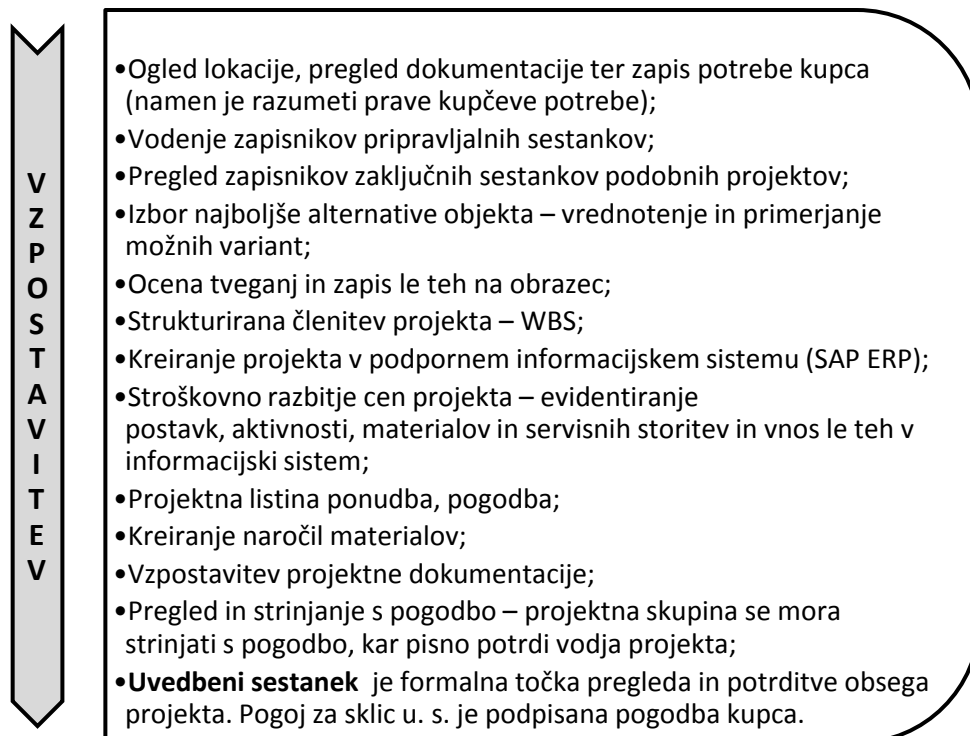 V
Z
P
O
S
T
A
V
I
T
E
V
•Ogled lokacije, pregled dokumentacije ter zapis potrebe kupca
(namen je razumeti prave kupčeve potrebe);
•Vodenje zapisnikov pripravljalnih sestankov;
•Pregled zapisnikov zaključnih sestankov podobnih projektov;
•Izbor najboljše alternative objekta – vrednotenje in primerjanje
možnih variant;
•Ocena tveganj in zapis le teh na obrazec;
•Strukturirana členitev projekta – WBS;
•Kreiranje projekta v podpornem informacijskem sistemu (SAP ERP);
•Stroškovno razbitje cen projekta – evidentiranje
postavk, aktivnosti, materialov in servisnih storitev in vnos le teh v
informacijski sistem;
•Projektna listina ponudba, pogodba;
•Kreiranje naročil materialov;
•Vzpostavitev projektne dokumentacije;
•Pregled in strinjanje s pogodbo – projektna skupina se mora
strinjati s pogodbo, kar pisno potrdi vodja projekta;
•Uvedbeni sestanek je formalna točka pregleda in potrditve obsega
projekta. Pogoj za sklic u. s. je podpisana pogodba kupca.